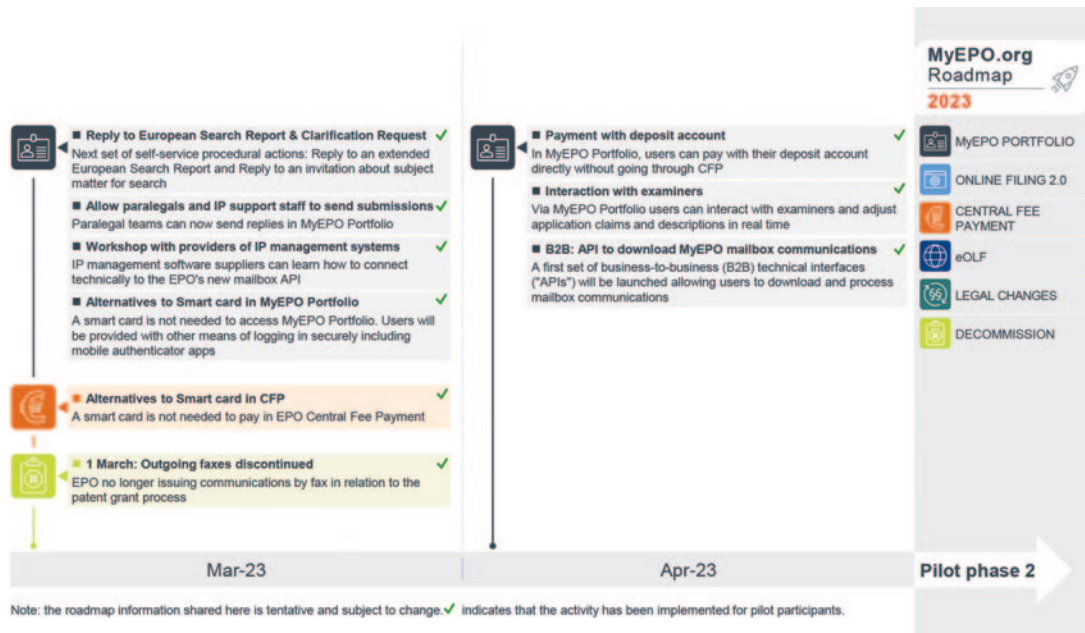 MyEPO.org
Roadmap
2023
■ Reply to European Search Report & Clarification Request ✓
Next set of self-service procedural actions: Reply to an extended
European Search Report and Reply to an invitation about subject
matter for search
■ Allow paralegals and IP support staff to send submissions ✓
Paralegal teams can now send replies in MyEPO Portfolio
■ Workshop with providers of IP management systems ✓
IP management software suppliers can learn how to connect
technically to the EPO's new mailbox API
■ Alternatives to Smart card in MyEPO Portfolio ✓
A smart card is not needed to access MyEPO Portfolio. Users will
be provided with other means of logging in securely including
mobile authenticator apps
■ Alternatives to Smart card in CFP ✓
A smart card is not needed to pay in EPO Central Fee Payment
■ 1 March: Outgoing faxes discontinued ✓
EPO no longer issuing communications by fax in relation to the
patent grant process
■ Payment with deposit account ✓
In MyEPO Portfolio, users can pay with their deposit account
directly without going through CFP
■ Interaction with examiners ✓
Via MyEPO Portfolio users can interact with examiners and adjust
application claims and descriptions in real time
■ B2B: API to download MyEPO mailbox communications ✓
A first set of business-to-business (B2B) technical interfaces
("APIs") will be launched allowing users to download and process
mailbox communications
MyEPO PORTFOLIO
ONLINE FILING 2.0
CENTRAL FEE
PAYMENT
eOLF
LEGAL CHANGES
DECOMMISSION
Mar-23
Apr-23
Pilot phase 2
Note: the roadmap information shared here is tentative and subject to change. ✓ indicates that the activity has been implemented for pilot participants.